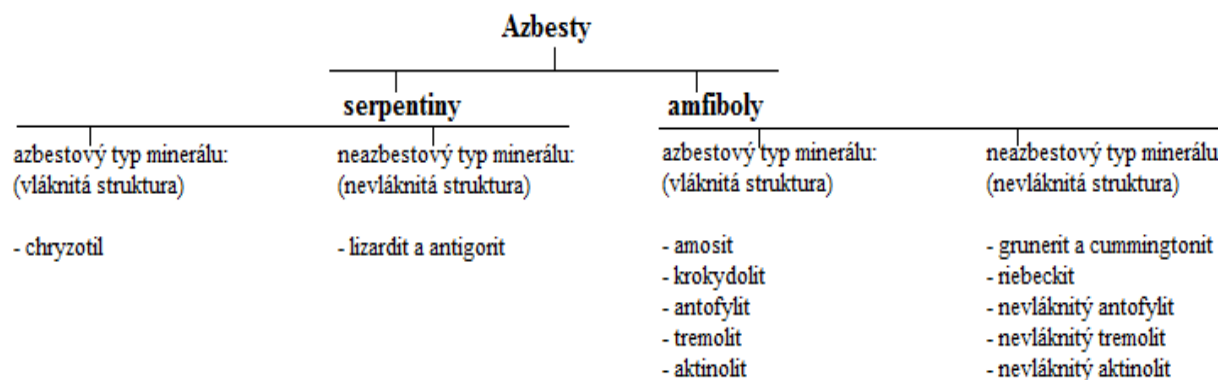 Azbesty
serpentiny
amfiboly
azbestový typ minerálu:
(vláknitá struktura)
- chryzotil
neazbestový typ minerálu:
(nevláknitá struktura)
- lizardit a antigorit
azbestový typ minerálu:
(vláknitá struktura)
- amosit
- krokydolit
- antofylit
- tremolit
- aktinolit
neazbestový typ minerálu
(nevláknitá struktura)
- grunerit a cummingtonit
- riebeckit
- nevláknitý antofylit
- nevláknitý tremolit
- nevláknitý aktinolit